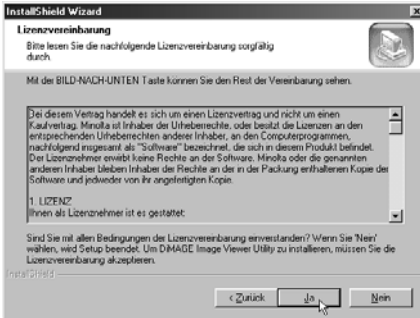 InstallShield Wizard
Lizenzvereinbarung
Bitte lesen Sie die nachfolgende Lizenzvereinbarung sorgfältig
durch.
Mit der BILD-NACH-UNTEN Taste können Sie den Rest der Vereinbarung sehen.
Bei diesem Vertrag handelt es sich um einen Lizenzvertrag und nicht um einen
Kaufvertrag. Minolta ist Inhaber der Urheberrechte, oder besitzt die Lizenzen an den
entsprechenden Urheberrechten anderer Inhaber, an den Computerprogrammen,
nachfolgend insgesamt als "Software" bezeichnet, die sich in diesem Produkt befindet.
Der Lizenznehmer erwirbt keine Rechte an der Software. Minolta oder die genannten
anderen Inhaber bleiben Inhaber der Rechte an der in der Packung enthaltenen Kopie der
Software und jedweder von ihr angefertigten Kopie.
1. LIZENZ
Ihnen als Lizenznehmer ist es gestattet:
Sind Sie mit allen Bedingungen der Lizenzvereinbarung einverstanden? Wenn Sie 'Nein'
wählen, wird Setup beendet. Um DiMAGE Image Viewer Utility zu installieren, müssen Sie die
Lizenzvereinbarung akzeptieren.
InstallShield
< Zurück
Ja
Nein